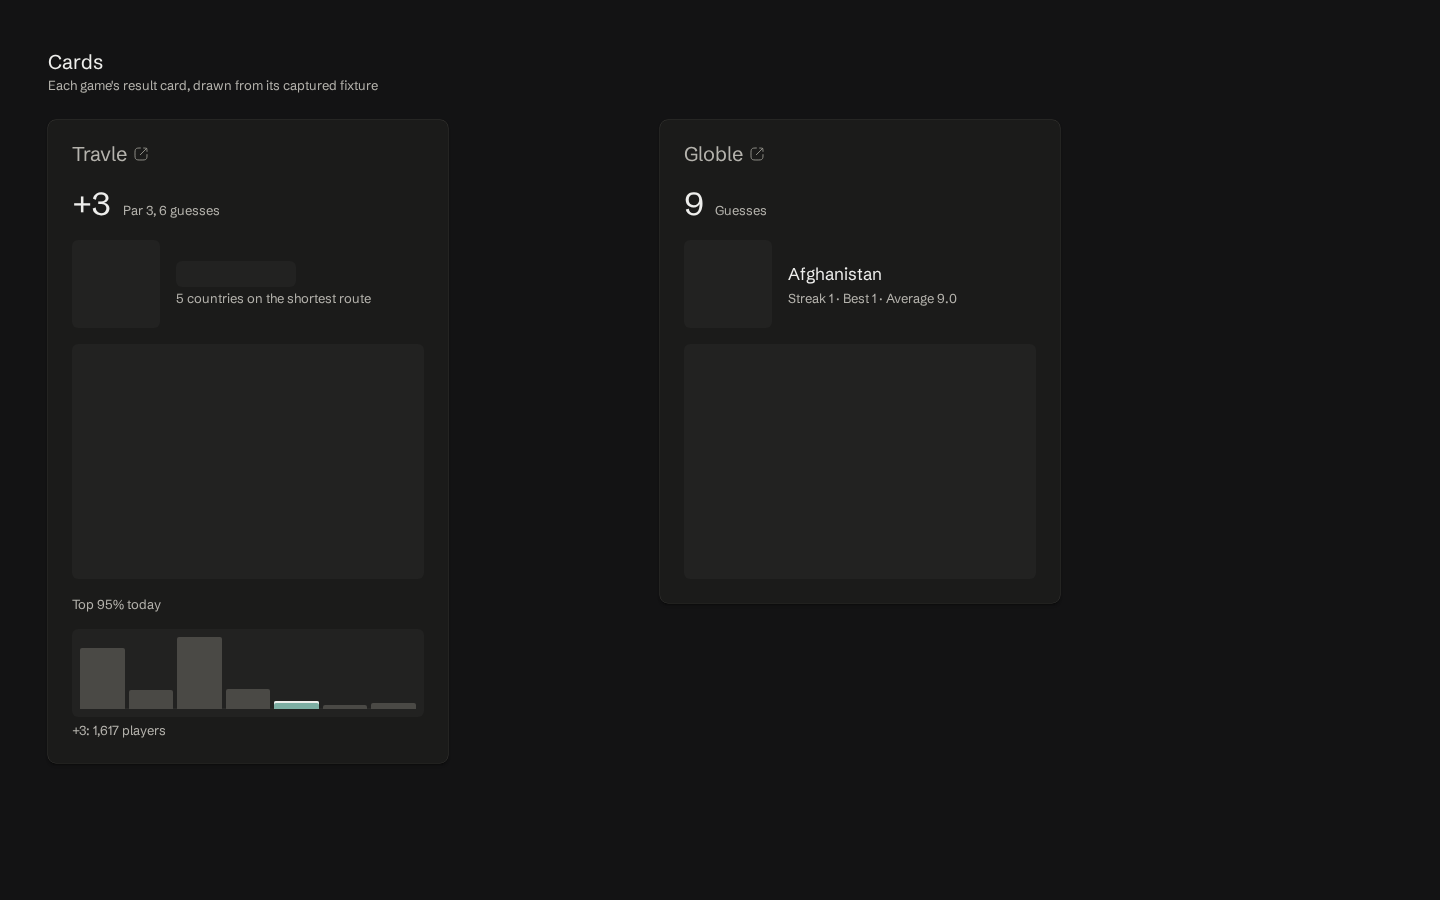 Cards
Each game's result card, drawn from its captured fixture
Travle
+3 Par 3, 6 guesses
5 countries on the shortest route
Top 95% today
+3: 1,617 players
Globle
9 Guesses
Afghanistan
Streak 1 · Best 1 · Average 9.0